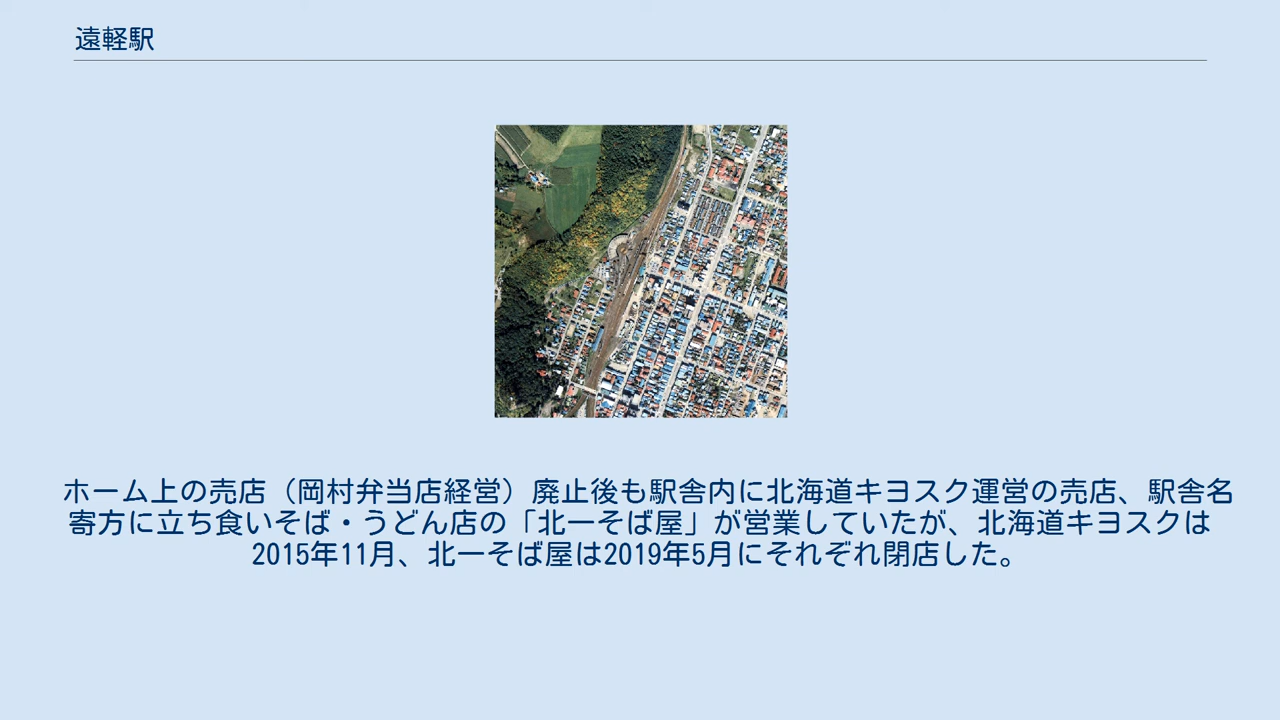 遠軽駅
ホーム上の売店（岡村弁当店経営）廃止後も駅舎内に北海道キヨスク運営の売店、駅舎名
寄方に立ち食いそば・うどん店の「北一そば屋」が営業していたが、北海道キヨスクは
2015年11月、北一そば屋は2019年5月にそれぞれ閉店した。